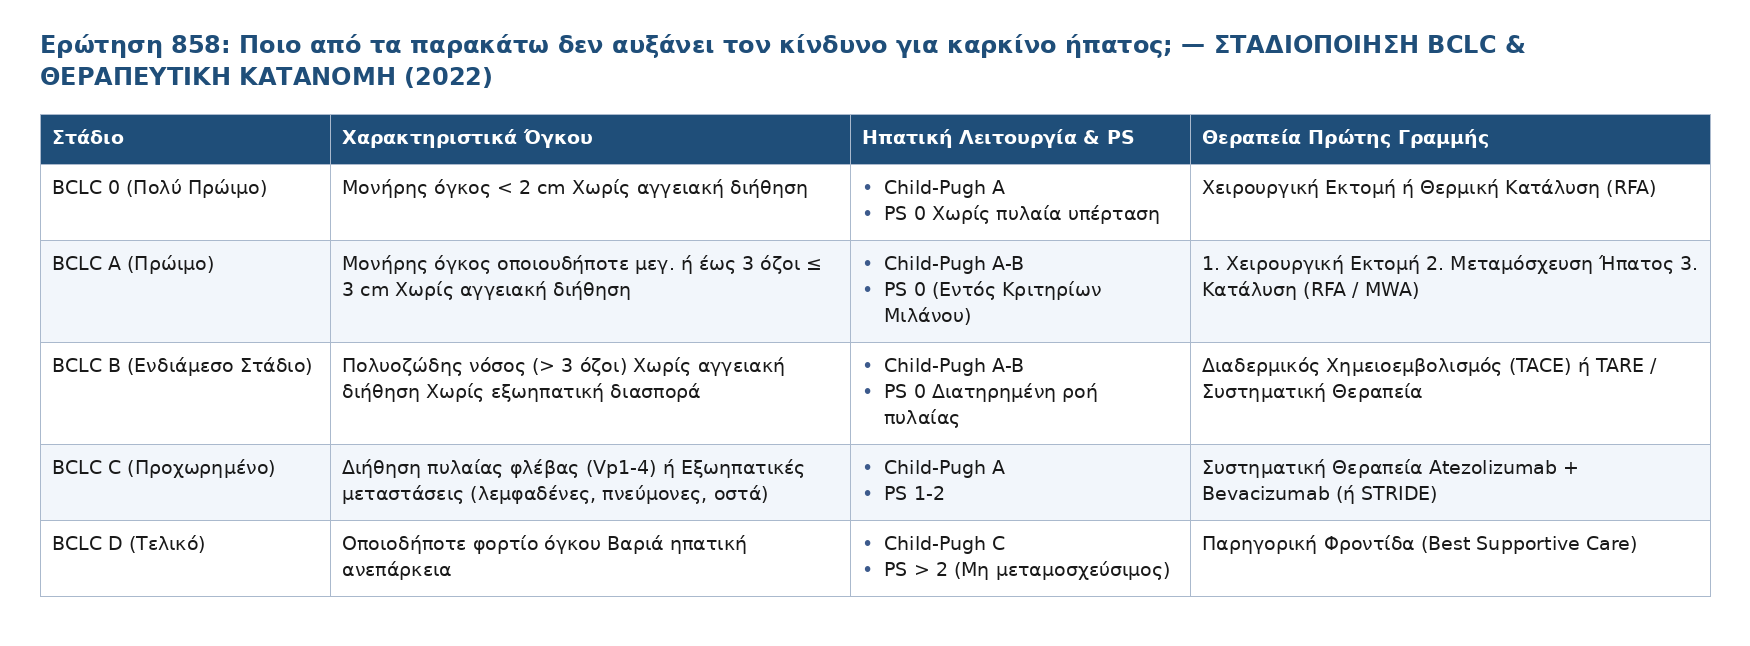 Ερώτηση 858: Ποιο από τα παρακάτω δεν αυξάνει τον κίνδυνο για καρκίνο ήπατος; — ΣΤΑΔΙΟΠΟΙΗΣΗ BCLC &
ΘΕΡΑΠΕΥΤΙΚΗ ΚΑΤΑΝΟΜΗ (2022)
Στάδιο
Χαρακτηριστικά Όγκου
Ηπατική Λειτουργία & PS
Θεραπεία Πρώτης Γραμμής
BCLC 0 (Πολύ Πρώιμο)
Μονήρης όγκος < 2 cm Χωρίς αγγειακή διήθηση
• Child-Pugh A
• PS 0 Χωρίς πυλαία υπέρταση
Χειρουργική Εκτομή ή Θερμική Κατάλυση (RFA)
BCLC A (Πρώιμο)
Μονήρης όγκος οποιουδήποτε μεγ. ή έως 3 όζοι ≤
3 cm Χωρίς αγγειακή διήθηση
• Child-Pugh A-B
• PS 0 (Εντός Κριτηρίων
Μιλάνου)
1. Χειρουργική Εκτομή 2. Μεταμόσχευση Ήπατος 3.
Κατάλυση (RFA / MWA)
BCLC B (Ενδιάμεσο Στάδιο)
Πολυοζώδης νόσος (> 3 όζοι) Χωρίς αγγειακή
διήθηση Χωρίς εξωηπατική διασπορά
• Child-Pugh A-B
• PS 0 Διατηρημένη ροή
πυλαίας
Διαδερμικός Χημειοεμβολισμός (TACE) ή TARE /
Συστηματική Θεραπεία
BCLC C (Προχωρημένο)
Διήθηση πυλαίας φλέβας (Vp1-4) ή Εξωηπατικές
μεταστάσεις (λεμφαδένες, πνεύμονες, οστά)
• Child-Pugh A
• PS 1-2
Συστηματική Θεραπεία Atezolizumab +
Bevacizumab (ή STRIDE)
BCLC D (Τελικό)
Οποιοδήποτε φορτίο όγκου Βαριά ηπατική
ανεπάρκεια
• Child-Pugh C
• PS > 2 (Μη μεταμοσχεύσιμος)
Παρηγορική Φροντίδα (Best Supportive Care)